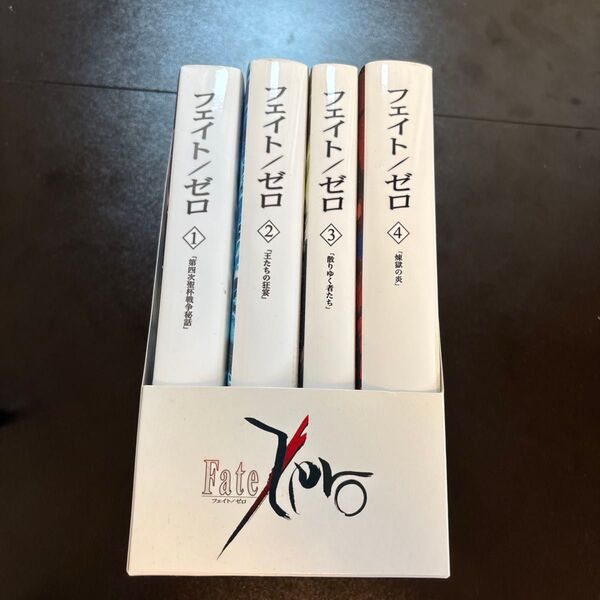 フェイト/ゼロ
1
「第四次聖杯戦争秘話」
フェイト/ゼロ
2
「王たちの狂宴」
フェイト/ゼロ
3
「散りゆく者たち」
フェイト/ゼロ
4
「煉獄の炎」
Fate/Zero
フェイト/ゼロ